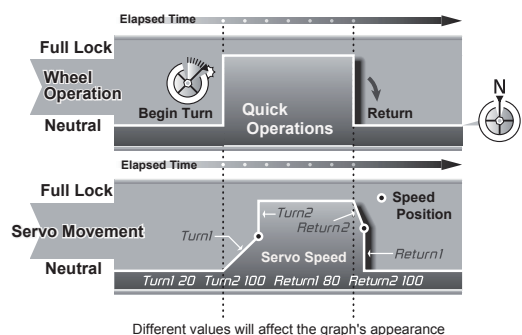 Elapsed Time
Full Lock
Wheel
Operation
Begin Turn
Quick
Operations
Return
N
Neutral
Elapsed Time
Full Lock
Speed
Position
Turn2
Return2
Turn1
Servo Movement
Servo Speed
Return1
Neutral
Turn1 20 Turn2 100 Return1 80 Return2 100
Different values will affect the graph's appearance